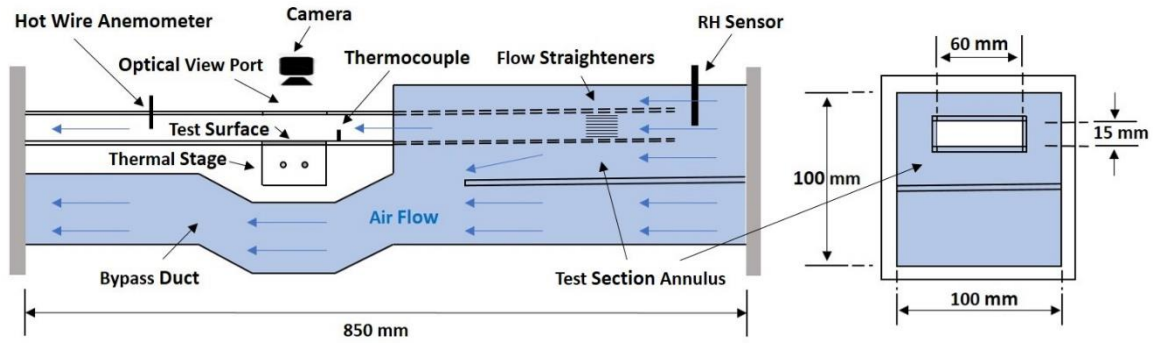 Hot Wire Anemometer
Camera
Optical View Port
Thermocouple
Flow Straighteners
RH Sensor
Test Surface
Thermal Stage
Air Flow
Bypass Duct
Test Section Annulus
850 mm
60 mm
15 mm
100 mm
100 mm